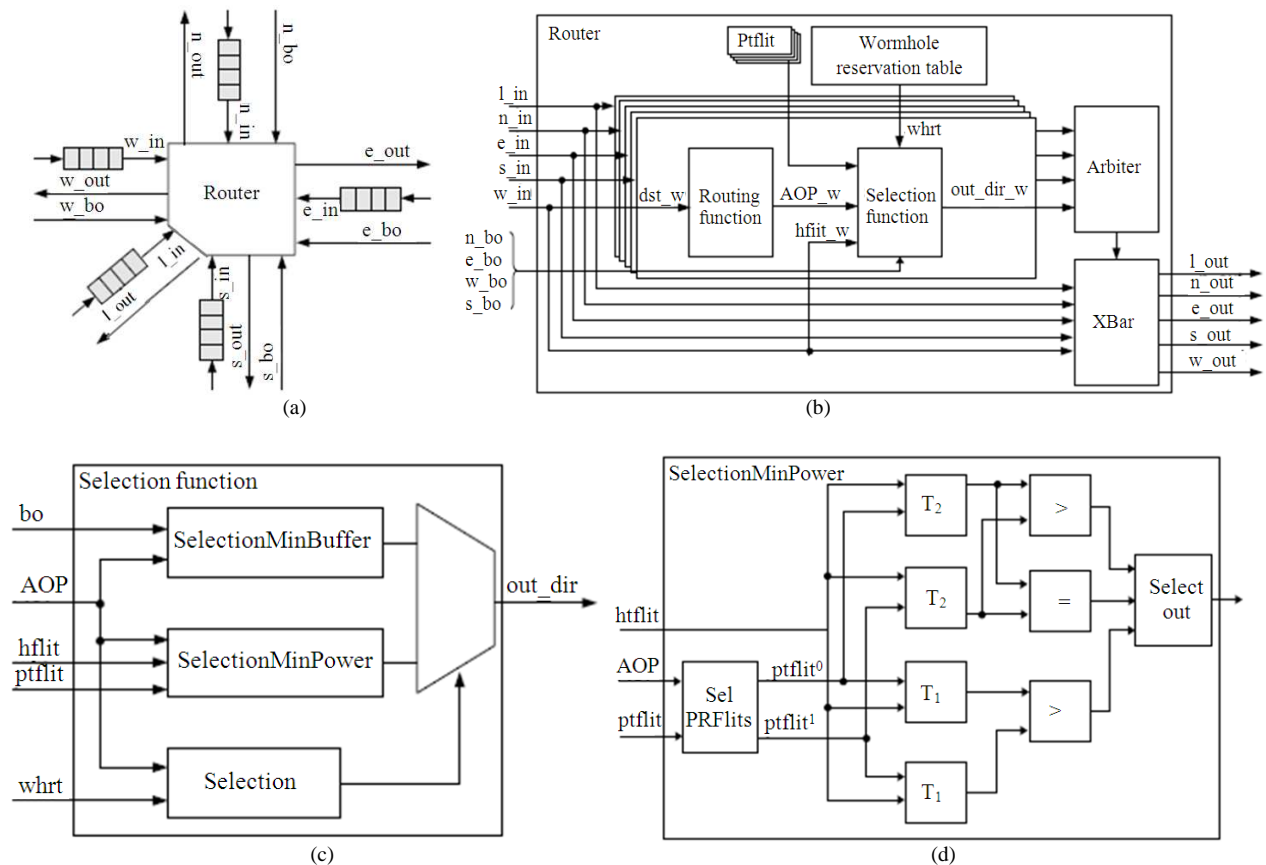 n_out
n_bo
n_in
w_in
w_out
w_bo
Router
e_out
e_in
e_bo
l_in
l_out
s_in
s_out
s_bo
(a)
Router
Ptflit
Wormhole
reservation table
l_in
n_in
e_in
s_in
w_in
whrt
dst_w
Routing
function
AOP_w
Selection
function
out_dir_w
hfiit_w
Arbiter
n_bo
e_bo
w_bo
s_bo
XBar
l_out
n_out
e_out
s_out
w_out
(b)
Selection function
bo
SelectionMinBuffer
AOP
out_dir
hflit
ptflit
SelectionMinPower
whrt
Selection
(c)
SelectionMinPower
T2
>
T2
=
Select
out
htflit
AOP
ptflit
Sel
PRFlits
ptflit0
ptflit1
T1
>
T1
(d)